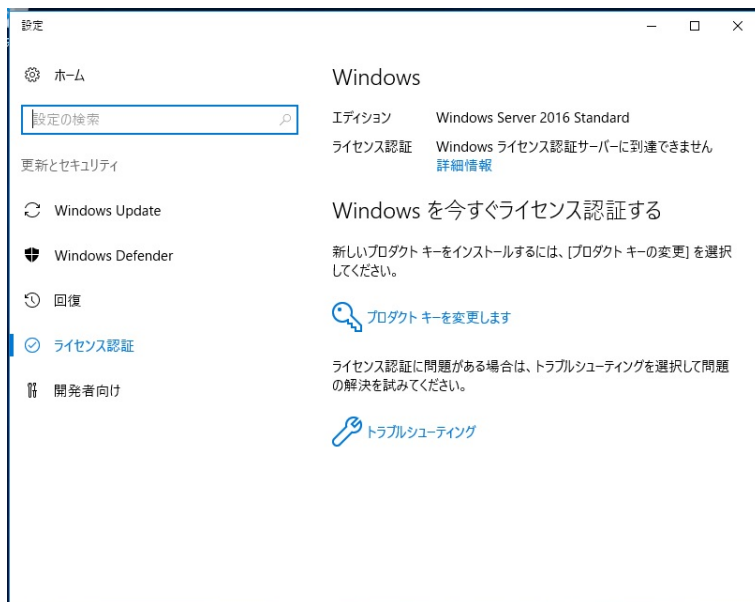 設定
ホーム
設定の検索
更新とセキュリティ
Windows Update
Windows Defender
回復
ライセンス認証
開発者向け
Windows
エディション Windows Server 2016 Standard
ライセンス認証 Windows ライセンス認証サーバーに到達できません
詳細情報
Windows を今すぐライセンス認証する
新しいプロダクト キーをインストールするには、[プロダクト キーの変更] を選択
してください。
プロダクト キーを変更します
ライセンス認証に問題がある場合は、トラブルシューティングを選択して問題
の解決を試みてください。
トラブルシューティング